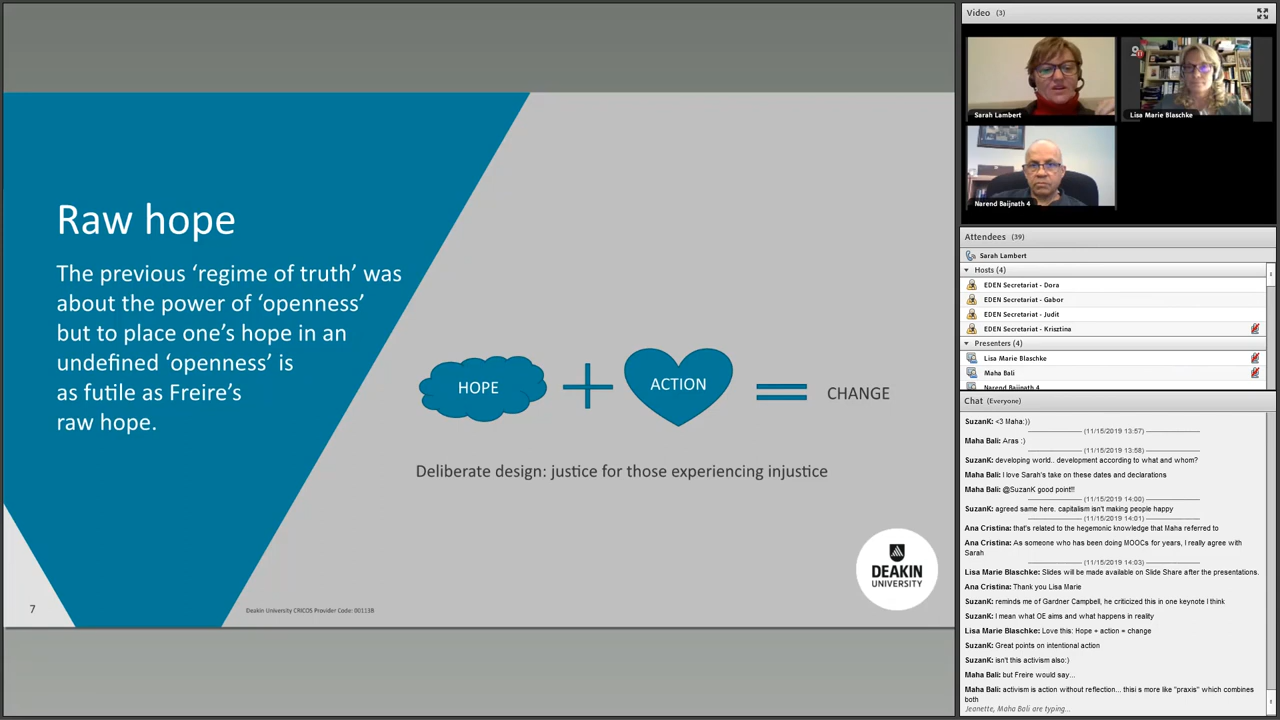 Raw hope
The previous ‘regime of truth’ was
about the power of ‘openness’
but to place one’s hope in an
undefined ‘openness’ is
as futile as Freire’s
raw hope.
HOPE
ACTION
CHANGE
Deliberate design: justice for those experiencing injustice
DEAKIN
UNIVERSITY
7
Deakin University CRICOS Provider Code: 00113B
Video (3)
Sarah Lambert
Lisa Marie Blaschke
Narend Baijnath 4
Attendees (39)
Sarah Lambert
Hosts (4)
EDEN Secretariat - Dora
EDEN Secretariat - Gabor
EDEN Secretariat - Judit
EDEN Secretariat - Krisztina
Presenters (4)
Lisa Marie Blaschke
Maha Bali
Narend Baijnath 4
Chat (Everyone)
SuzanK: <3 Maha:))
(11/15/2019 13:57)
Maha Bali: Aras :)
(11/15/2019 13:58)
SuzanK: developing world.. development according to what and whom?
Maha Bali: I love Sarah's take on these dates and declarations
Maha Bali: @SuzanK good point!!!
(11/15/2019 14:00)
SuzanK: agreed same here. capitalism isn't making people happy
(11/15/2019 14:01)
Ana Cristina: that's related to the hegemonic knowledge that Maha referred to
Ana Cristina: As someone who has been doing MOOCs for years, I really agree with
Sarah
(11/15/2019 14:03)
Lisa Marie Blaschke: Slides will be made available on Slide Share after the presentations.
Ana Cristina: Thank you Lisa Marie
SuzanK: reminds me of Gardner Campbell, he criticized this in one keynote I think
SuzanK: I mean what OE aims and what happens in reality
Lisa Marie Blaschke: Love this: Hope + action = change
SuzanK: Great points on intentional action
SuzanK: isn't this activism also:)
Maha Bali: but Freire would say...
Maha Bali: activism is action without reflection... thisi s more like "praxis" which combines
both
Jeanette, Maha Bali are typing...